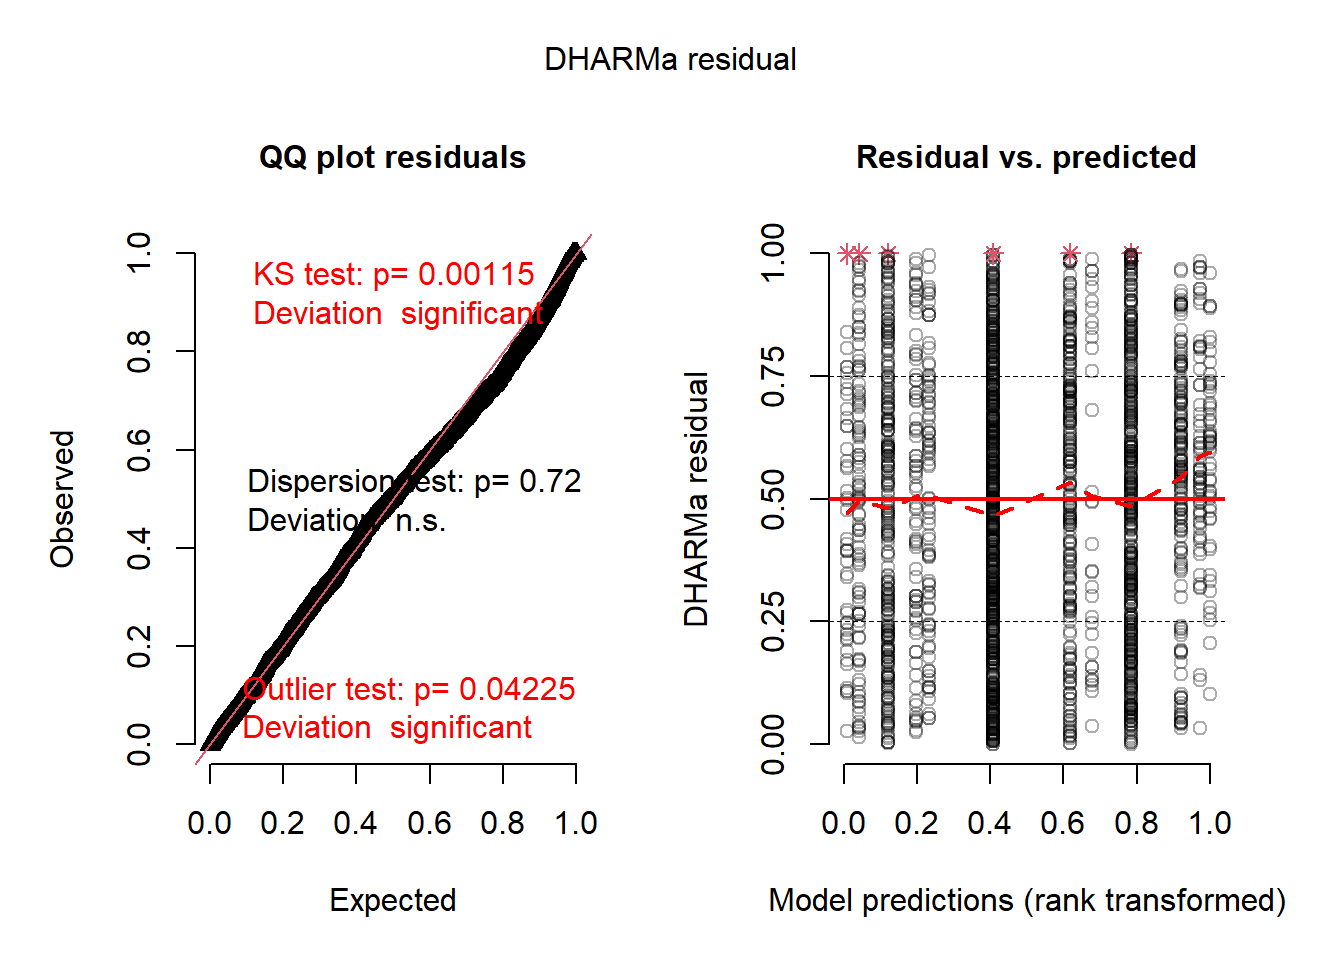 DHARMa residual
QQ plot residuals
KS test: p= 0.00115
Deviation  significant
Dispersion test: p= 0.72
Deviation  n.s.
Outlier test: p= 0.04225
Deviation  significant
Observed
0.0 0.2 0.4 0.6 0.8 1.0
0.0 0.2 0.4 0.6 0.8 1.0
Expected
Residual vs. predicted
DHARMa residual
0.00 0.25 0.50 0.75 1.00
0.0 0.2 0.4 0.6 0.8 1.0
Model predictions (rank transformed)